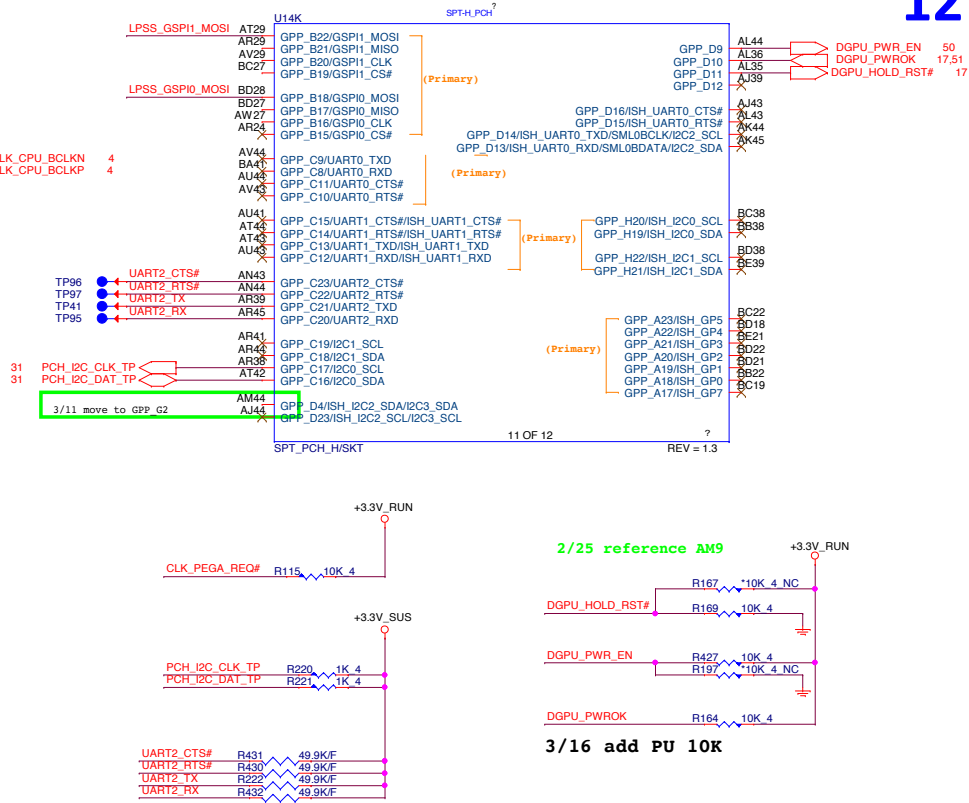 12
SPT-H_PCH
?
U14K
LPSS_GSPI1_MOSI AT29 GPP_B22/GSPI1_MOSI
AR29 GPP_B21/GSPI1_MISO
AV29 GPP_B20/GSPI1_CLK
BC27 GPP_B19/GSPI1_CS#
(Primary)
LPSS_GSPI0_MOSI BD28 GPP_B18/GSPI0_MOSI
BD27 GPP_B17/GSPI0_MISO
AW27 GPP_B16/GSPI0_CLK
AR24 GPP_B15/GSPI0_CS#
GPP_D9 AL44 DGPU_PWR_EN 50
GPP_D10 AL36 DGPU_PWROK 17,51
GPP_D11 AL35 DGPU_HOLD_RST# 17
GPP_D12 AJ39
GPP_D16/ISH_UART0_CTS# AJ43
GPP_D15/ISH_UART0_RTS# AL43
GPP_D14/ISH_UART0_TXD/SML0BCLK/I2C2_SCL AK44
GPP_D13/ISH_UART0_RXD/SML0BDATA/I2C2_SDA AK45
LK_CPU_BCLKN 4
LK_CPU_BCLKP 4
AV44 GPP_C9/UART0_TXD
BA41 GPP_C8/UART0_RXD
AU44 GPP_C11/UART0_CTS#
AV43 GPP_C10/UART0_RTS#
(Primary)
AU41 GPP_C15/UART1_CTS#/ISH_UART1_CTS#
AT44 GPP_C14/UART1_RTS#/ISH_UART1_RTS#
AT43 GPP_C13/UART1_TXD/ISH_UART1_TXD
AU43 GPP_C12/UART1_RXD/ISH_UART1_RXD
(Primary)
GPP_H20/ISH_I2C0_SCL BC38
GPP_H19/ISH_I2C0_SDA BB38
GPP_H22/ISH_I2C1_SCL BD38
GPP_H21/ISH_I2C1_SDA BE39
TP96 UART2_CTS# AN43 GPP_C23/UART2_CTS#
TP97 UART2_RTS# AN44 GPP_C22/UART2_RTS#
TP41 UART2_TX AR39 GPP_C21/UART2_TXD
TP95 UART2_RX AR45 GPP_C20/UART2_RXD
AR41 GPP_C19/I2C1_SCL
AR44 GPP_C18/I2C1_SDA
31 PCH_I2C_CLK_TP AR38 GPP_C17/I2C0_SCL
31 PCH_I2C_DAT_TP AT42 GPP_C16/I2C0_SDA
(Primary)
GPP_A23/ISH_GP5 BC22
GPP_A22/ISH_GP4 BD18
GPP_A21/ISH_GP3 BE21
GPP_A20/ISH_GP2 BD22
GPP_A19/ISH_GP1 BD21
GPP_A18/ISH_GP0 BB22
GPP_A17/ISH_GP7 BC19
3/11 move to GPP_G2
AM44 GPP_D4/ISH_I2C2_SDA/I2C3_SDA
AJ44 GPP_D23/ISH_I2C2_SCL/I2C3_SCL
11 OF 12
?
SPT_PCH_H/SKT
REV = 1.3
+3.3V_RUN
CLK_PEGA_REQ# R115 10K_4
+3.3V_SUS
PCH_I2C_CLK_TP R220 1K_4
PCH_I2C_DAT_TP R221 1K_4
UART2_CTS# R431 49.9K/F
UART2_RTS# R430 49.9K/F
UART2_TX R222 49.9K/F
UART2_RX R432 49.9K/F
2/25 reference AM9
+3.3V_RUN
R167 *10K_4_NC
DGPU_HOLD_RST# R169 10K_4
DGPU_PWR_EN R427 10K_4
R197 *10K_4_NC
DGPU_PWROK R164 10K_4
3/16 add PU 10K